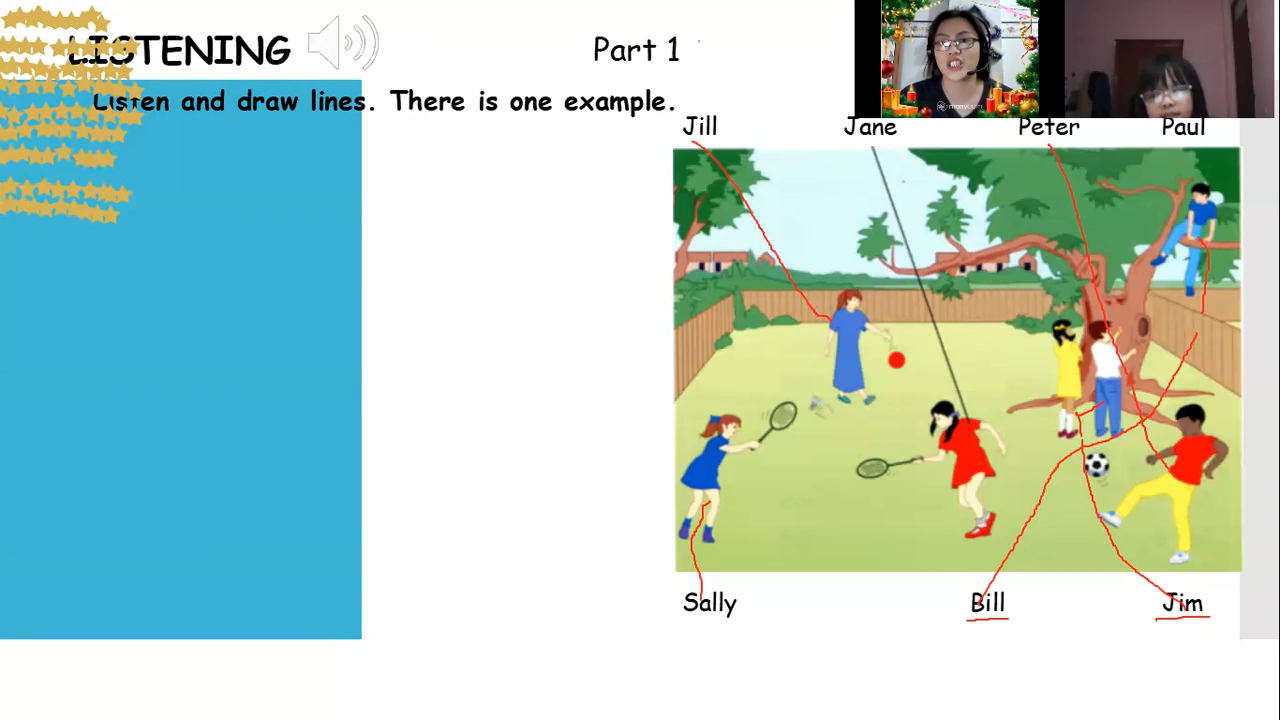 LISTENING
Part 1
Listen and draw lines. There is one example.
Jill Jane Peter Paul
Sally Bill Jim